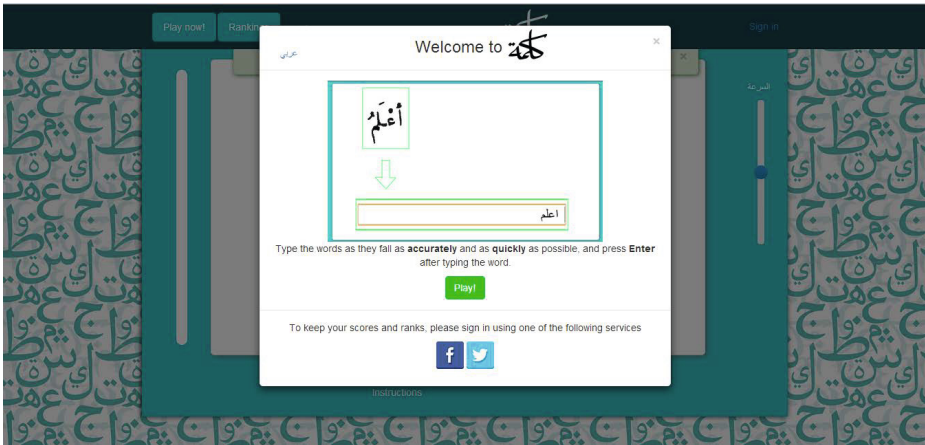 Play now!
Sign in
عربي
Welcome to كلمة
×
×
السرعة
أَعْلَمُ
اعلم
Type the words as they fall as accurately and as quickly as possible, and press Enter
after typing the word.
Play!
To keep your scores and ranks, please sign in using one of the following services
f
Instructions